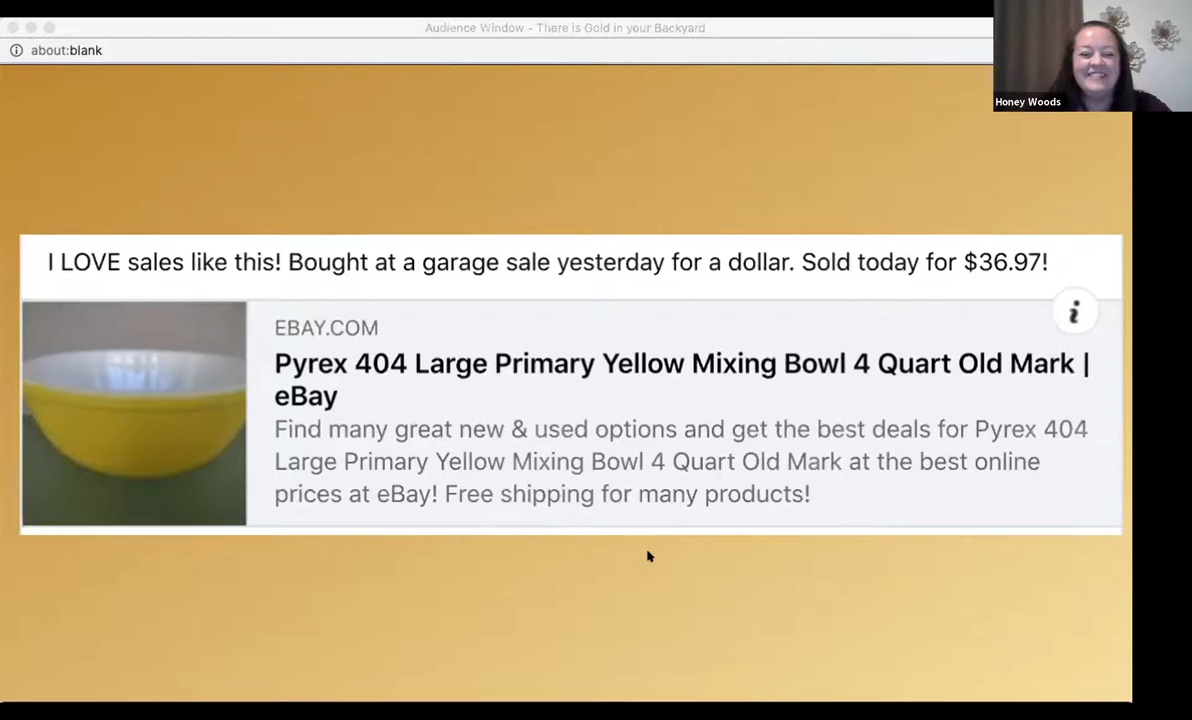 Audience Window - There is Gold in your Backyard
about:blank
Honey Woods
I LOVE sales like this! Bought at a garage sale yesterday for a dollar. Sold today for $36.97!
i
EBAY.COM
Pyrex 404 Large Primary Yellow Mixing Bowl 4 Quart Old Mark |
eBay
Find many great new & used options and get the best deals for Pyrex 404
Large Primary Yellow Mixing Bowl 4 Quart Old Mark at the best online
prices at eBay! Free shipping for many products!